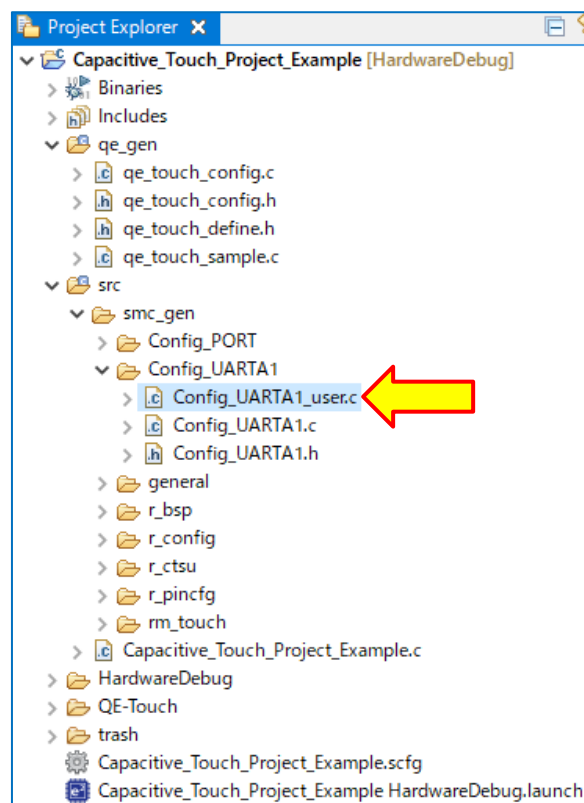 Project Explorer
Capacitive_Touch_Project_Example [HardwareDebug]
Binaries
Includes
qe_gen
qe_touch_config.c
qe_touch_config.h
qe_touch_define.h
qe_touch_sample.c
src
smc_gen
Config_PORT
Config_UARTA1
Config_UARTA1_user.c
Config_UARTA1.c
Config_UARTA1.h
general
r_bsp
r_config
r_ctsu
r_pincfg
rm_touch
Capacitive_Touch_Project_Example.c
HardwareDebug
QE-Touch
trash
Capacitive_Touch_Project_Example.scfg
Capacitive_Touch_Project_Example HardwareDebug.launch